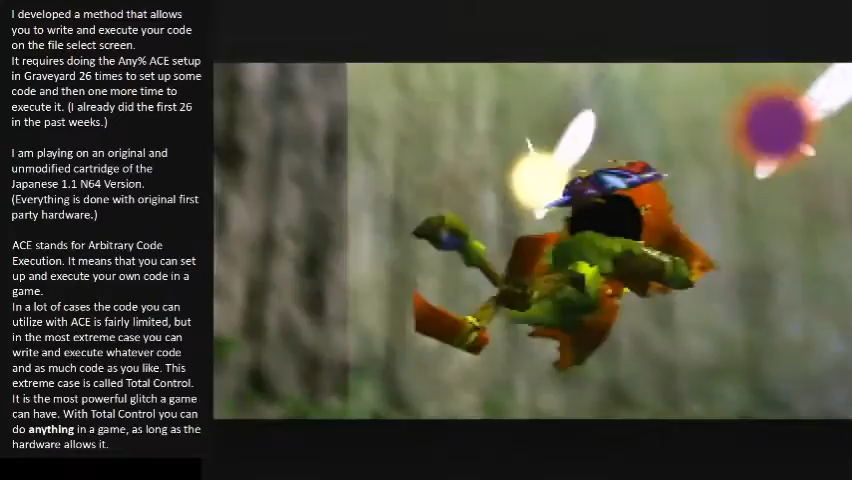 I developed a method that allows
you to write and execute your code
on the file select screen.
It requires doing the Any% ACE setup
in Graveyard 26 times to set up some
code and then one more time to
execute it. (I already did the first 26
in the past weeks.)
I am playing on an original and
unmodified cartridge of the
Japanese 1.1 N64 Version.
(Everything is done with original first
party hardware.)
ACE stands for Arbitrary Code
Execution. It means that you can set
up and execute your own code in a
game.
In a lot of cases the code you can
utilize with ACE is fairly limited, but
in the most extreme case you can
write and execute whatever code
and as much code as you like. This
extreme case is called Total Control.
It is the most powerful glitch a game
can have. With Total Control you can
do anything in a game, as long as the
hardware allows it.